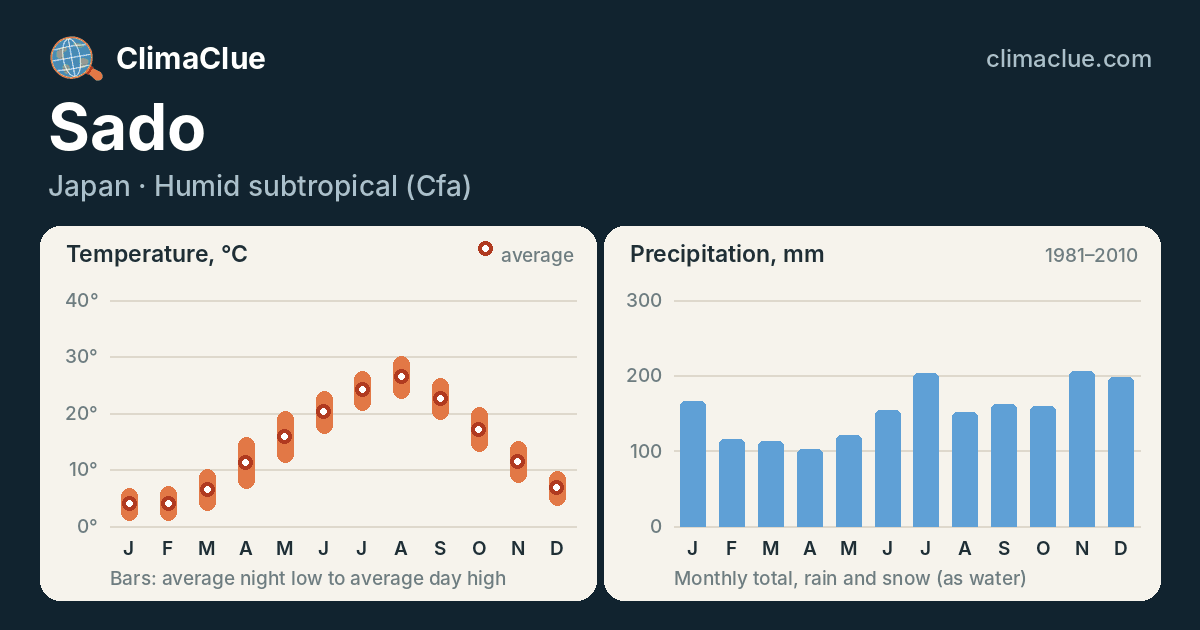 ClimaClue
climaclue.com
Sado
Japan · Humid subtropical (Cfa)
Temperature, °C
average
40°
30°
20°
10°
0°
J F M A M J J A S O N D
Bars: average night low to average day high
Precipitation, mm
1981–2010
300
200
100
0
J F M A M J J A S O N D
Monthly total, rain and snow (as water)